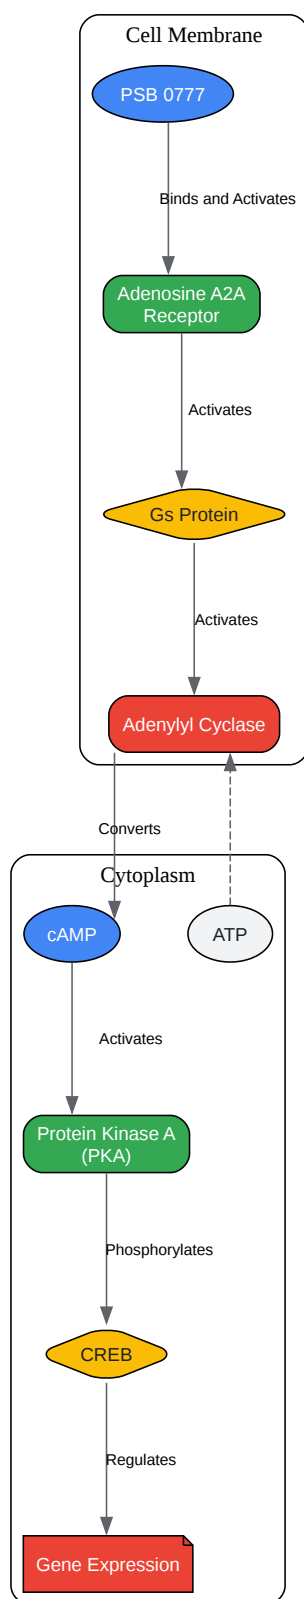 Cell Membrane
PSB 0777
Binds and Activates
Adenosine A2A
Receptor
Activates
Gs Protein
Activates
Adenylyl Cyclase
Converts
Cytoplasm
cAMP
ATP
Activates
Protein Kinase A
(PKA)
Phosphorylates
CREB
Regulates
Gene Expression